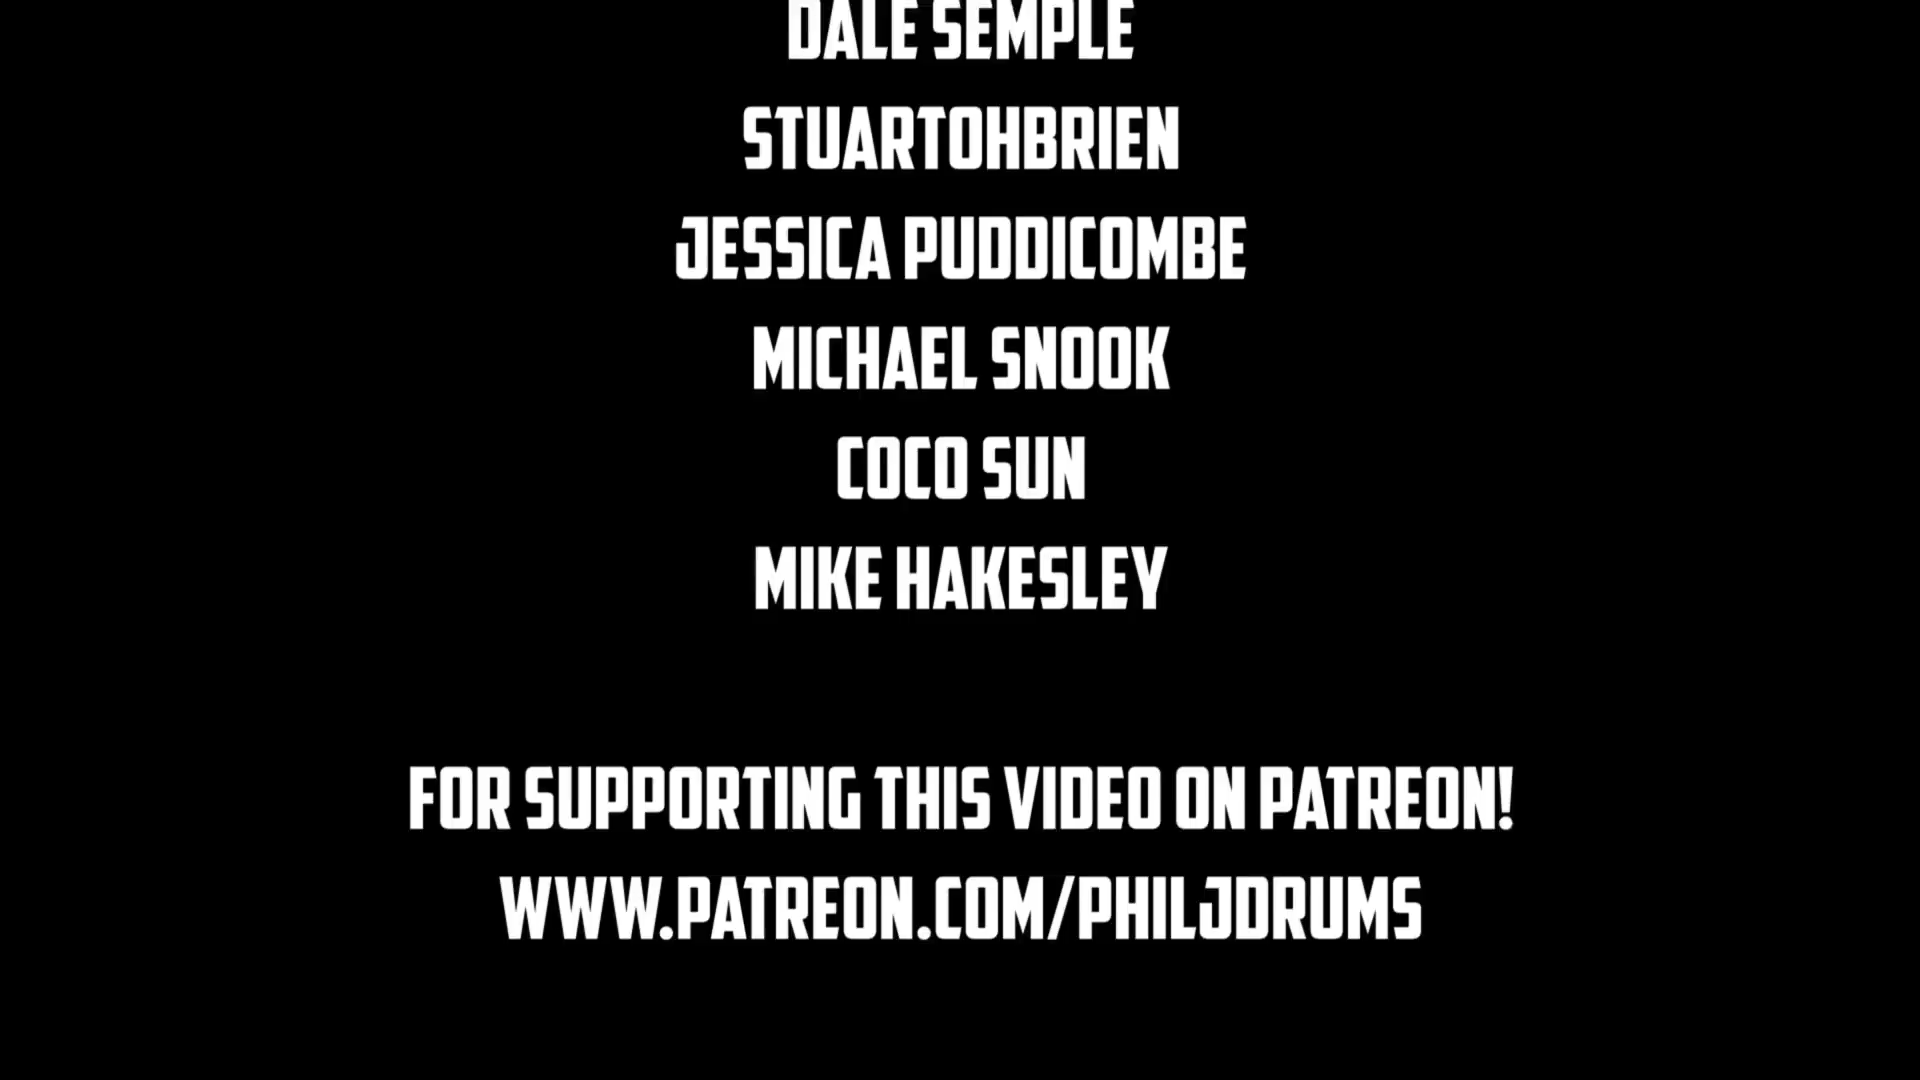 DALE SEMPLE
STUARTOHBRIEN
JESSICA PUDDICOMBE
MICHAEL SNOOK
COCO SUN
MIKE HAKESLEY
FOR SUPPORTING THIS VIDEO ON PATREON!
WWW.PATREON.COM/PHILJDRUMS